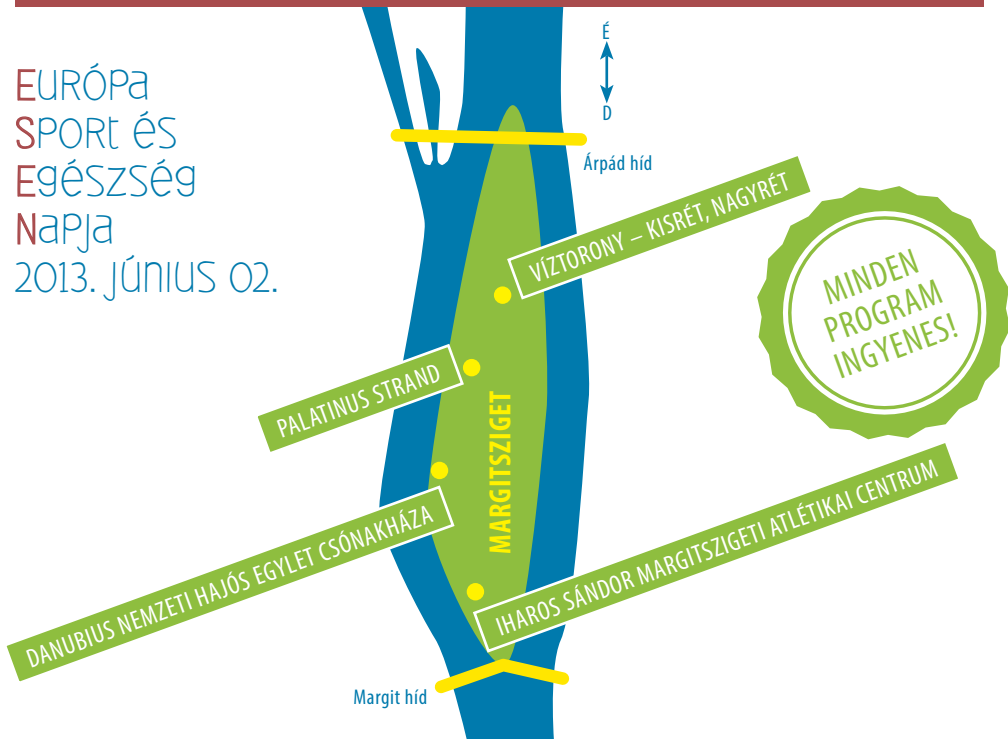 Európa
Sport és
Egészség
Napja
2013. június 02.
É
D
Árpád híd
VÍZTORONY – KISRÉT, NAGYRÉT
MINDEN
PROGRAM
INGYENES!
PALATINUS STRAND
MARGITSZIGET
DANUBIUS NEMZETI HAJÓS EGYLET CSÓNAKHÁZA
IHAROS SÁNDOR MARGITSZIGETI ATLÉTIKAI CENTRUM
Margit híd